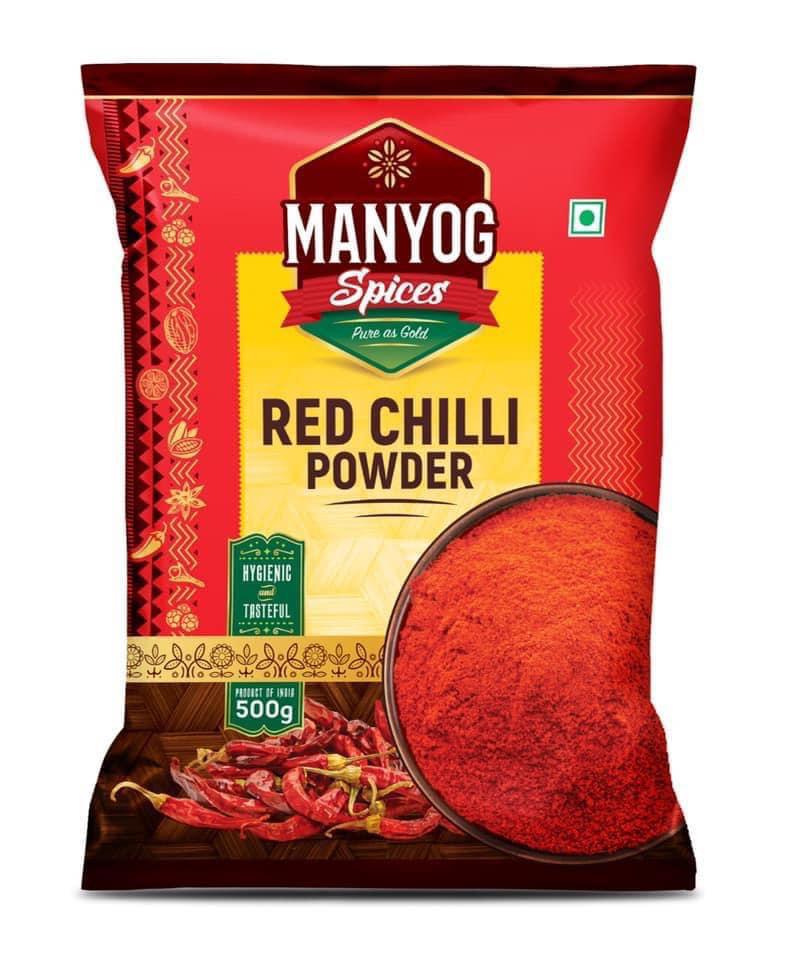 MANYOG
Spices
Pure as Gold
RED CHILLI
POWDER
HYGIENIC
and
TASTEFUL
PRODUCT OF INDIA
500g